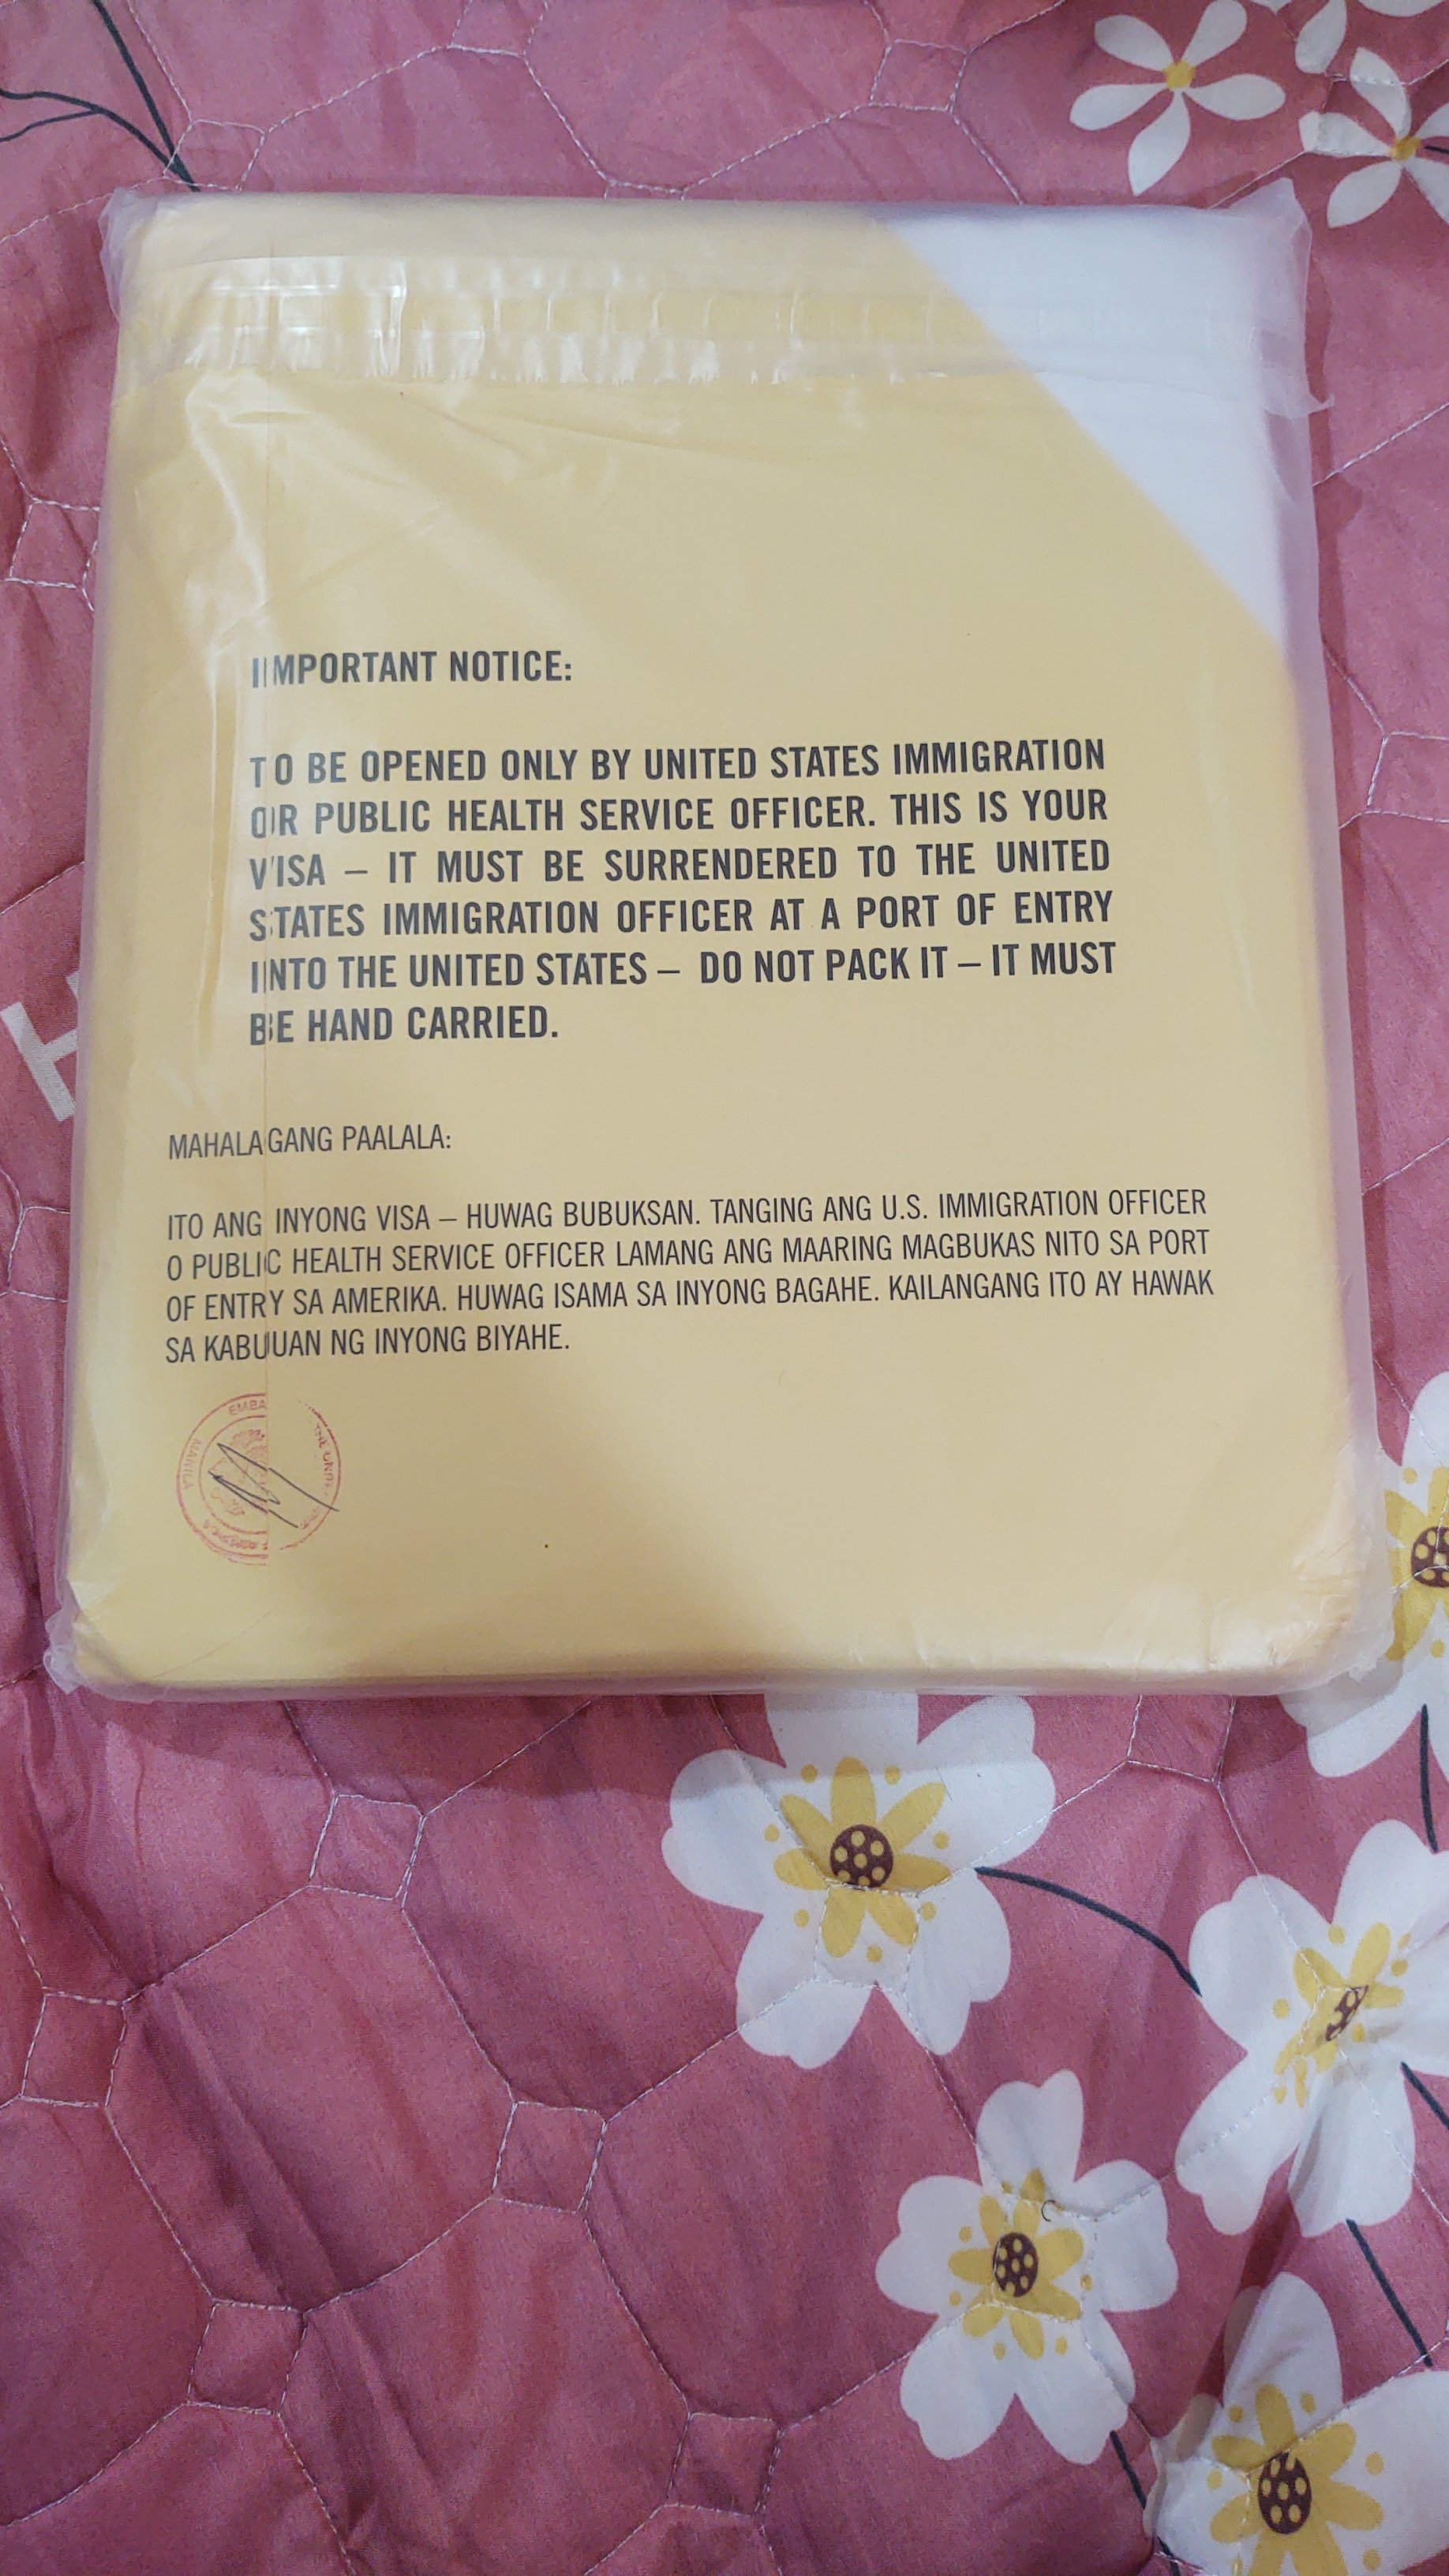 IMPORTANT NOTICE:
TO BE OPENED ONLY BY UNITED STATES IMMIGRATION
OR PUBLIC HEALTH SERVICE OFFICER. THIS IS YOUR
VISA – IT MUST BE SURRENDERED TO THE UNITED
STATES IMMIGRATION OFFICER AT A PORT OF ENTRY
INTO THE UNITED STATES – DO NOT PACK IT – IT MUST
BE HAND CARRIED.
MAHALAGANG PAALALA:
ITO ANG INYONG VISA – HUWAG BUBUKSAN. TANGING ANG U.S. IMMIGRATION OFFICER
O PUBLIC HEALTH SERVICE OFFICER LAMANG ANG MAARING MAGBUKAS NITO SA PORT
OF ENTRY SA AMERIKA. HUWAG ISAMA SA INYONG BAGAHE. KAILANGANG ITO AY HAWAK
SA KABUUAN NG INYONG BIYAHE.
MANILA